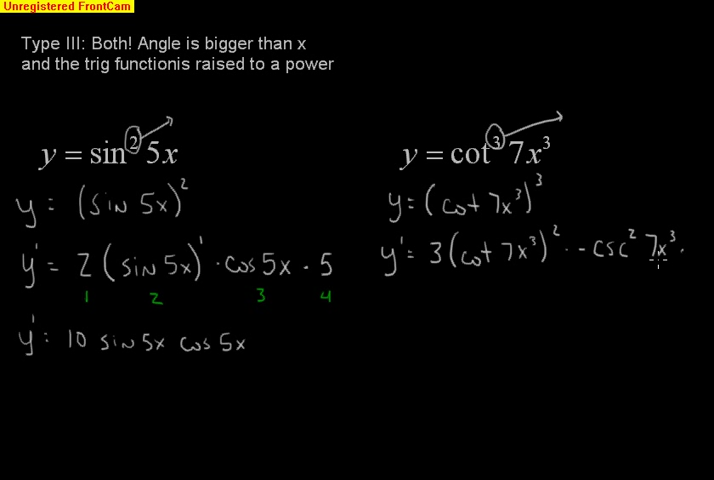 Unregistered FrontCam
Type III: Both! Angle is bigger than x
and the trig functionis raised to a power
y = sin² 5x
y = (sin 5x)²
y' = 2 (sin 5x)¹ · cos 5x · 5
1 2 3 4
y' = 10 sin 5x cos 5x
y = cot³ 7x³
y = (cot 7x³)³
y' = 3 (cot 7x³)² · -csc² 7x³ ·